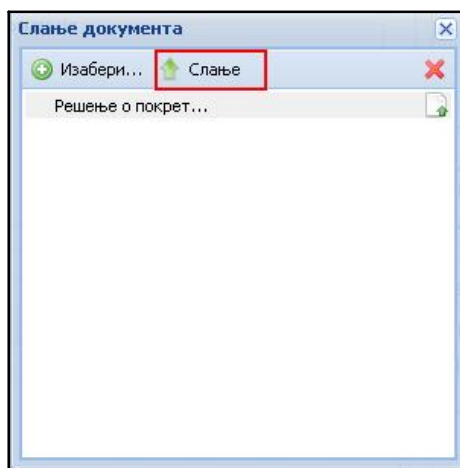 Слање документа
Изабери... Слање
Решење о покрет...